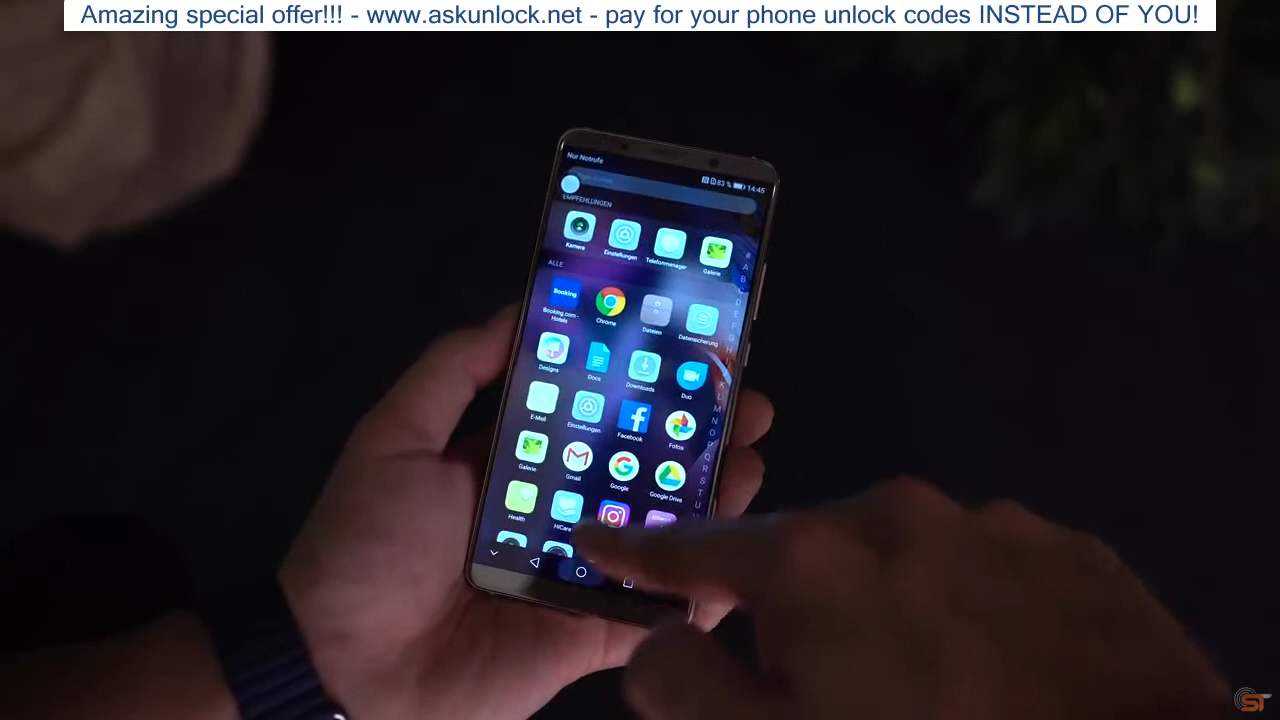 Amazing special offer!!! - www.askunlock.net - pay for your phone unlock codes INSTEAD OF YOU!
Nur Notrufe
83 % 14:45
EMPFEHLUNGEN
Kamera Einstellungen Telefonmanager Galerie
ALLE
Booking
Booking.com - Hotels Chrome Dateien Datensicherung
Designs Docs Downloads Duo
E-Mail Einstellungen Facebook Fotos
Galerie Gmail Google Google Drive
Health HiCare
ST